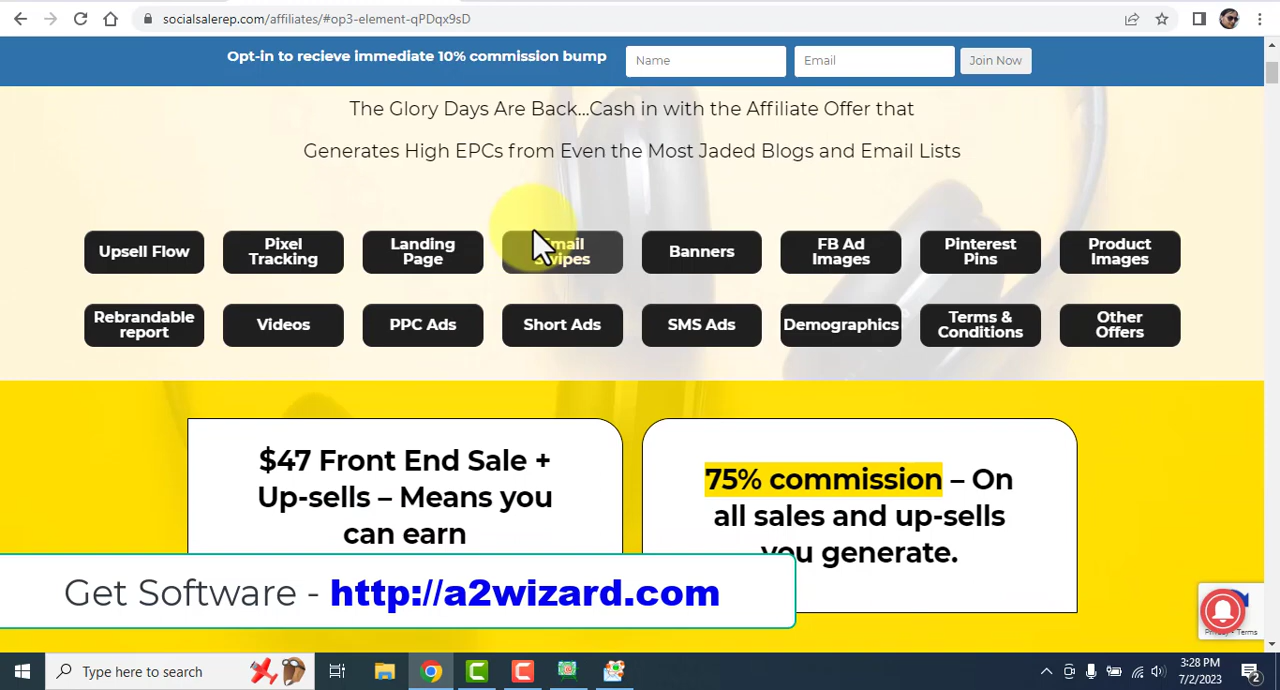 socialsalerep.com/affiliates/#op3-element-qPDqx9sD
Opt-in to recieve immediate 10% commission bump
Name
Email
Join Now
The Glory Days Are Back...Cash in with the Affiliate Offer that
Generates High EPCs from Even the Most Jaded Blogs and Email Lists
Upsell Flow
Pixel
Tracking
Landing
Page
Email
Swipes
Banners
FB Ad
Images
Pinterest
Pins
Product
Images
Rebrandable
report
Videos
PPC Ads
Short Ads
SMS Ads
Demographics
Terms &
Conditions
Other
Offers
$47 Front End Sale +
Up-sells – Means you
can earn
75% commission – On
all sales and up-sells
you generate.
Get Software - http://a2wizard.com
Type here to search
3:28 PM
7/2/2023
2